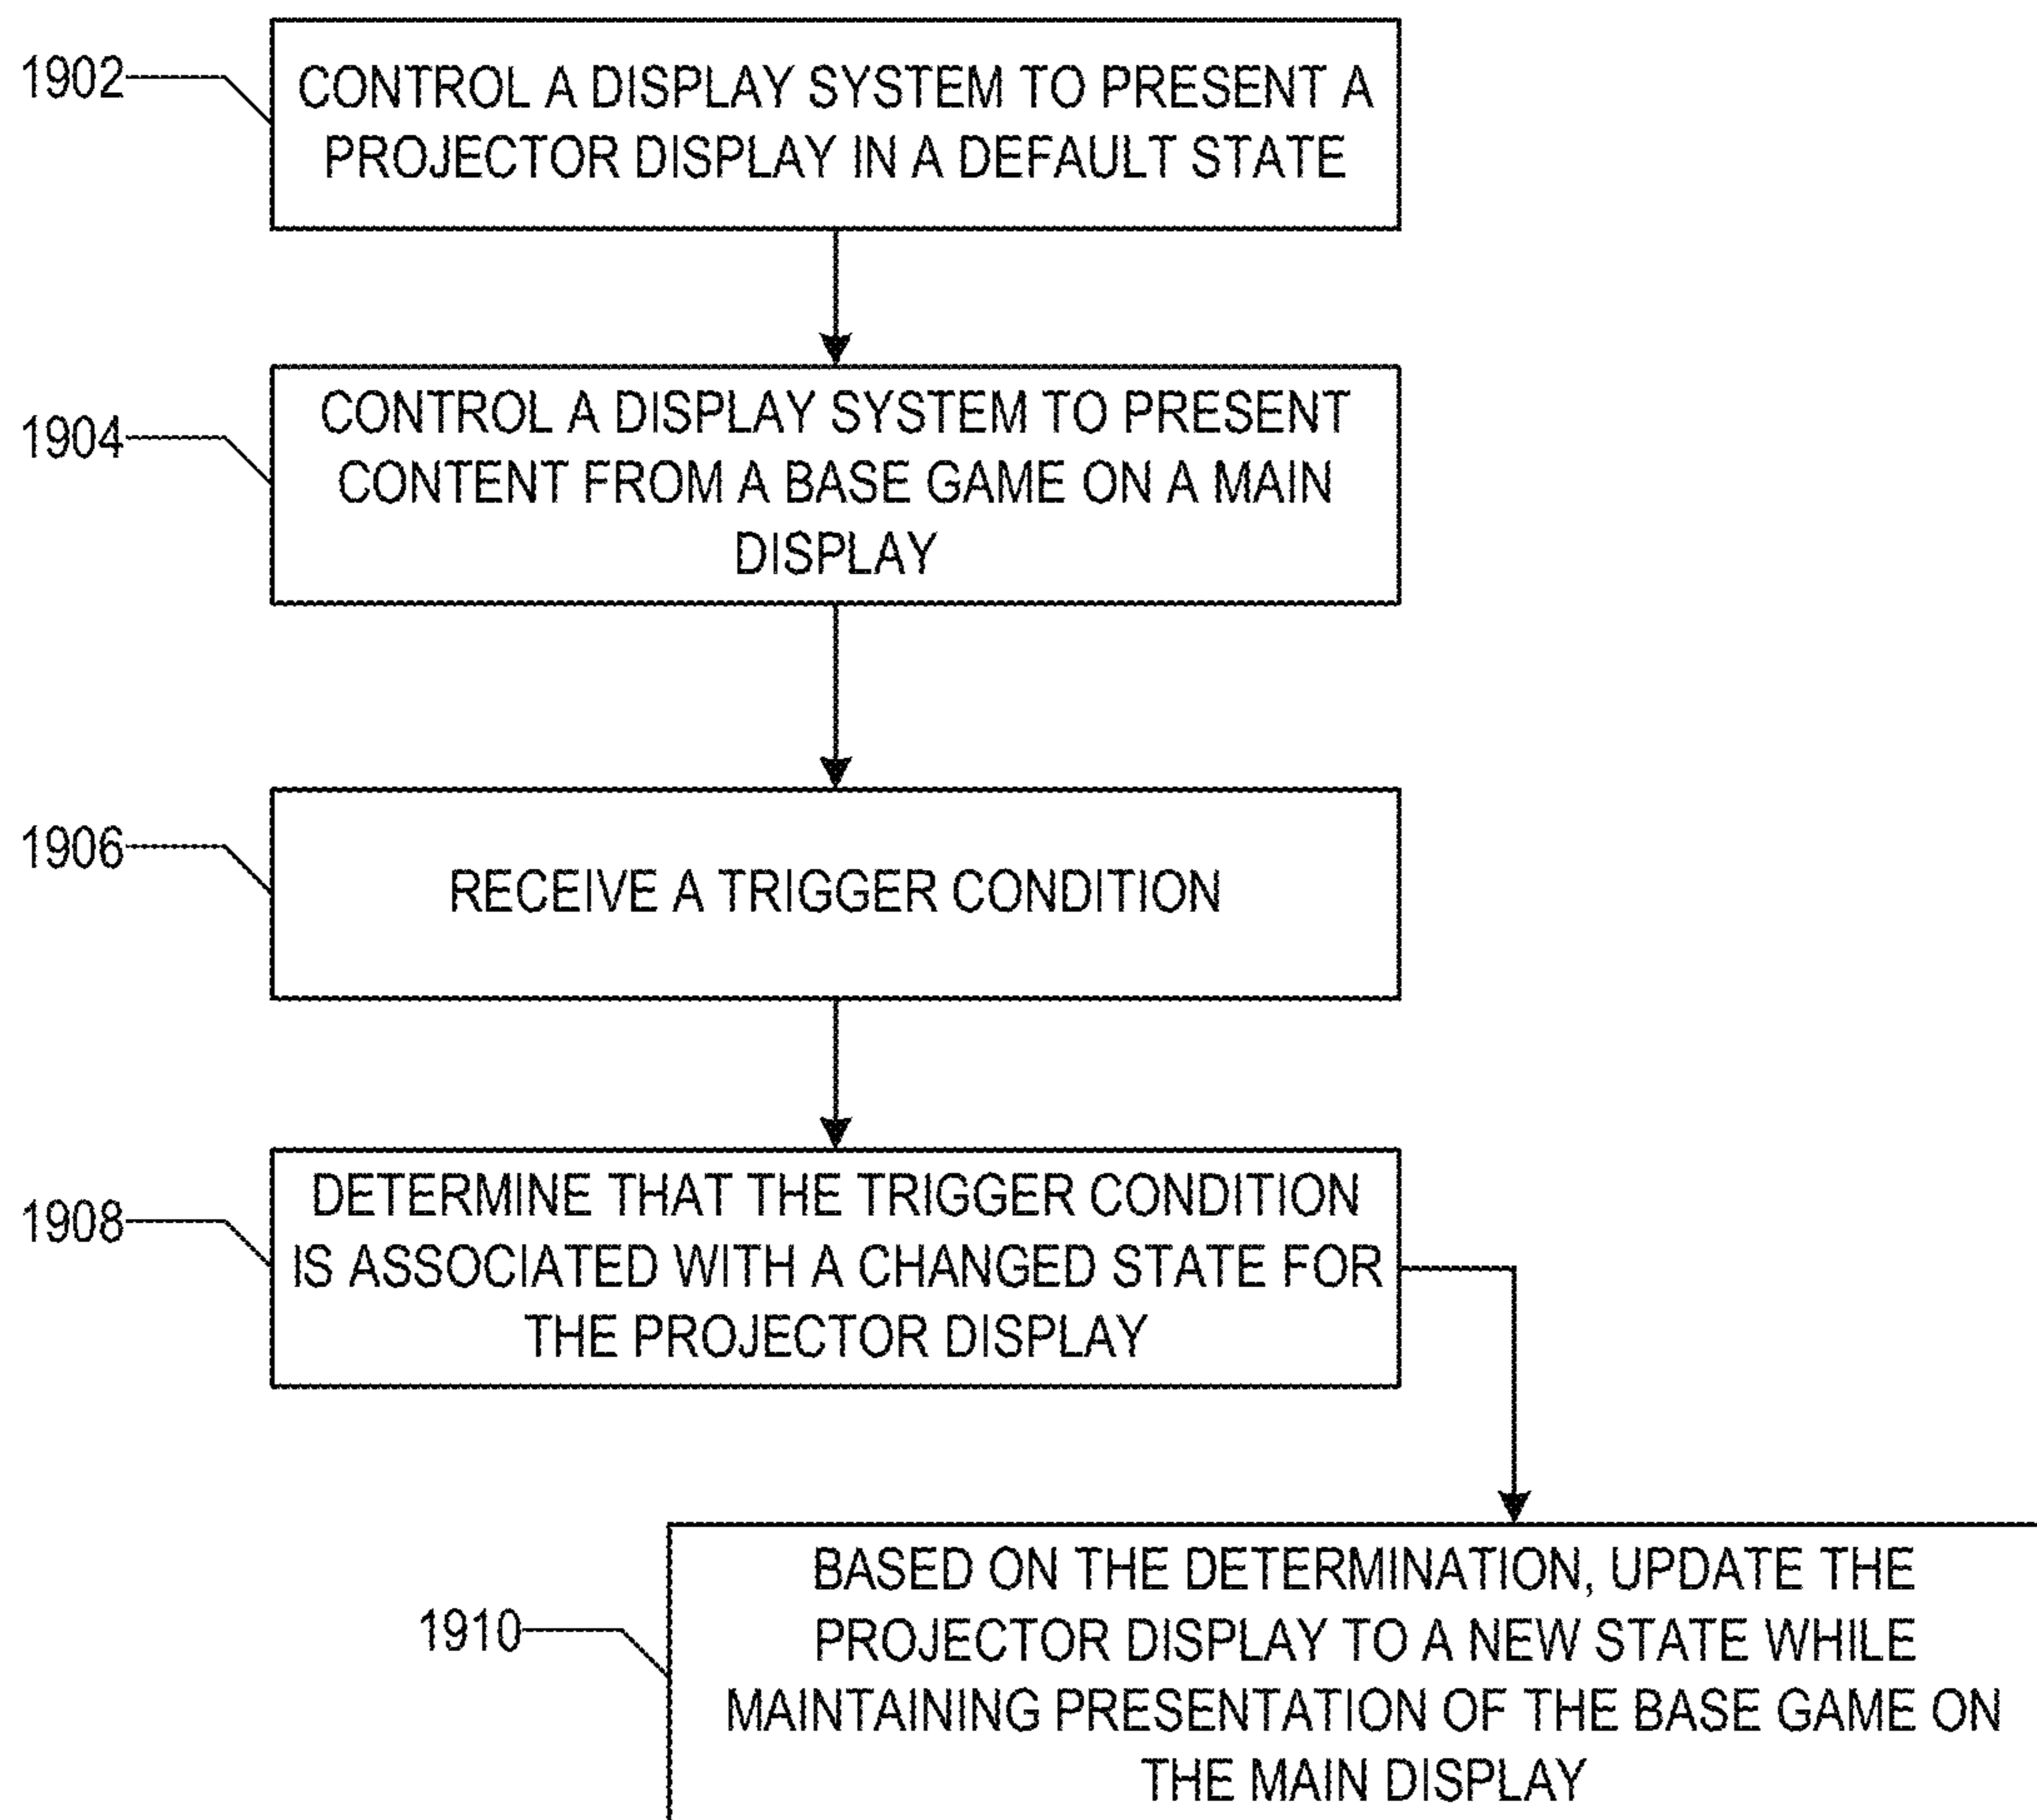 1902
CONTROL A DISPLAY SYSTEM TO PRESENT A
PROJECTOR DISPLAY IN A DEFAULT STATE
1904
CONTROL A DISPLAY SYSTEM TO PRESENT
CONTENT FROM A BASE GAME ON A MAIN
DISPLAY
1906
RECEIVE A TRIGGER CONDITION
1908
DETERMINE THAT THE TRIGGER CONDITION
IS ASSOCIATED WITH A CHANGED STATE FOR
THE PROJECTOR DISPLAY
1910
BASED ON THE DETERMINATION, UPDATE THE
PROJECTOR DISPLAY TO A NEW STATE WHILE
MAINTAINING PRESENTATION OF THE BASE GAME ON
THE MAIN DISPLAY